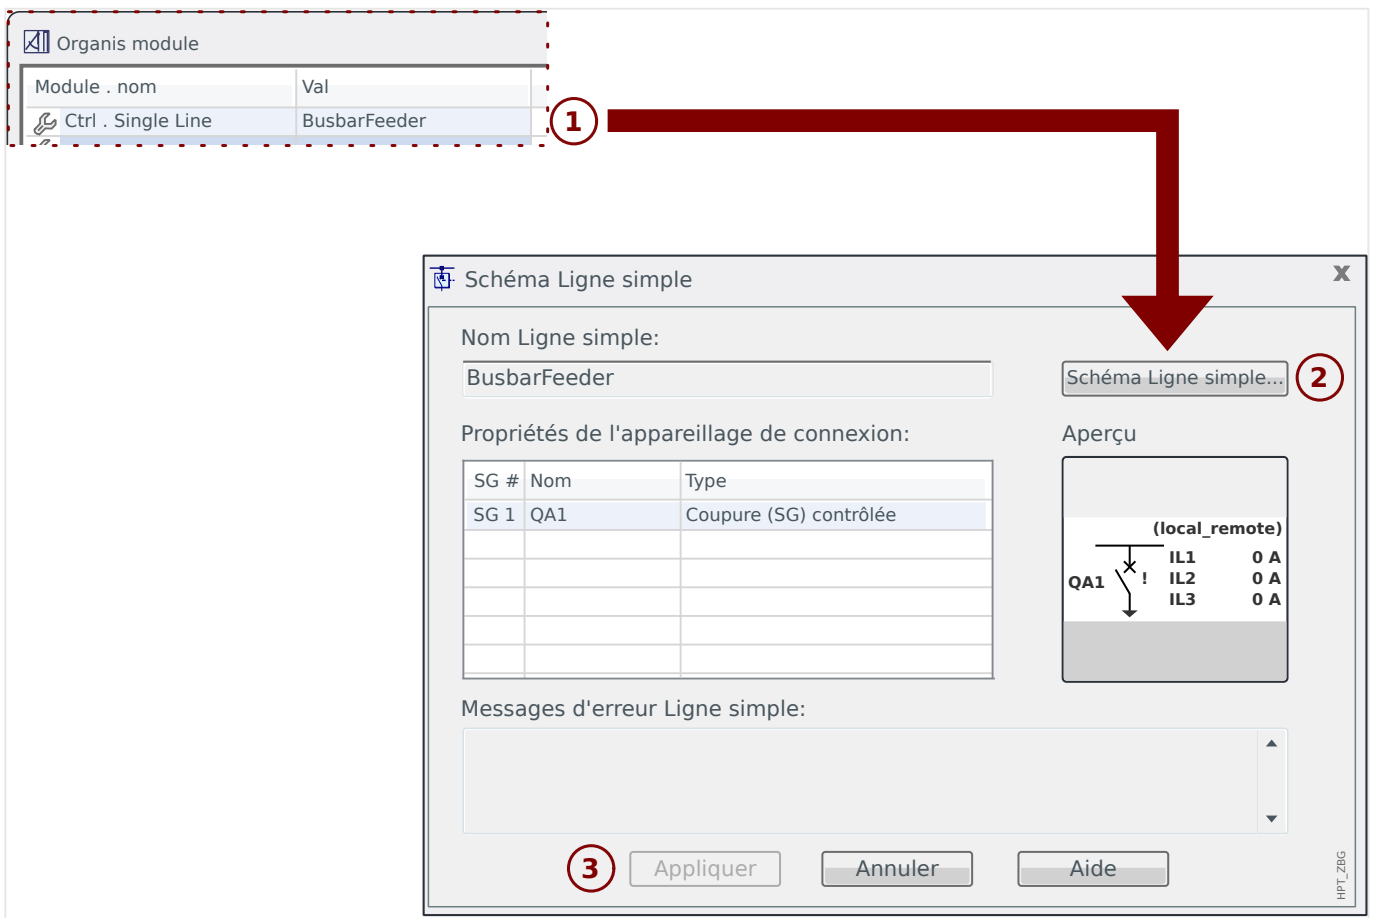 Organis module
Module . nom Val
Ctrl . Single Line BusbarFeeder
1
Schéma Ligne simple X
Nom Ligne simple:
BusbarFeeder
Schéma Ligne simple...
2
Propriétés de l'appareillage de connexion:
Aperçu
SG # Nom Type
SG 1 QA1 Coupure (SG) contrôlée
(local_remote)
IL1 0 A
QA1 ! IL2 0 A
IL3 0 A
Messages d'erreur Ligne simple:
3
Appliquer Annuler Aide
HPT_ZBG